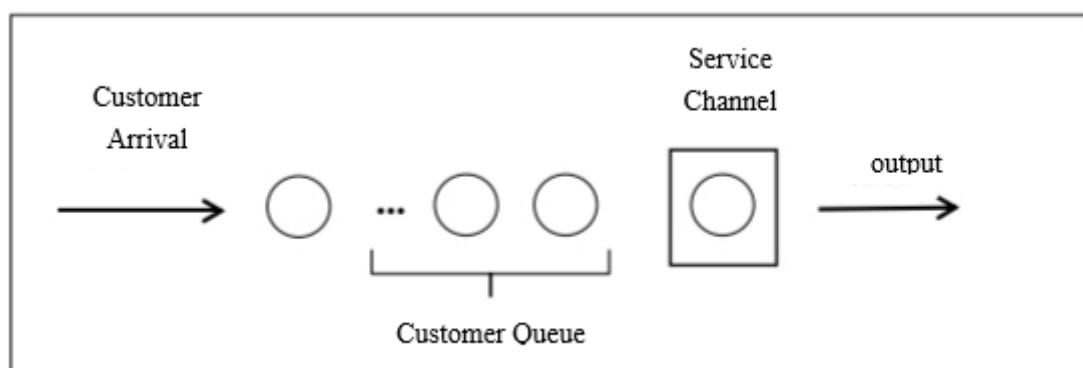 Customer
Arrival
...
Service
Channel
output
Customer Queue